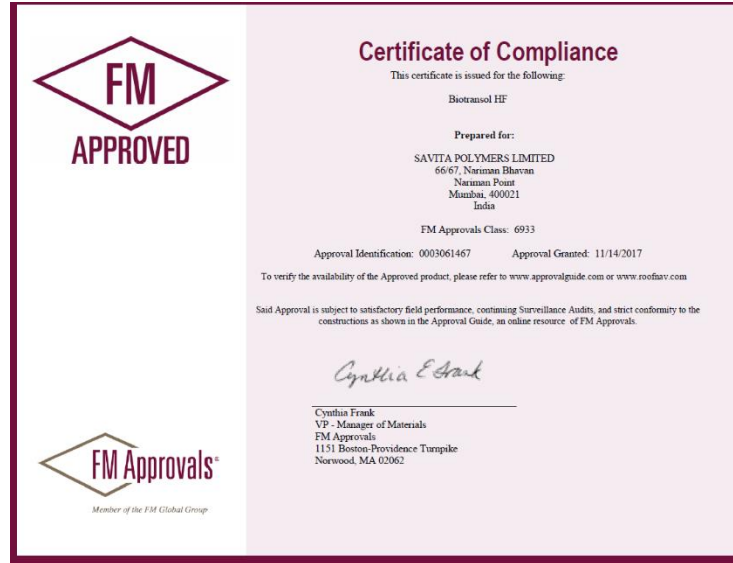 FM
APPROVED
Certificate of Compliance
This certificate is issued for the following:
Biotransol HF
Prepared for:
SAVITA POLYMERS LIMITED
66/67, Nariman Bhavan
Nariman Point
Mumbai, 400021
India
FM Approvals Class: 6933
Approval Identification: 0003061467 Approval Granted: 11/14/2017
To verify the availability of the Approved product, please refer to www.approvalguide.com or www.roofnav.com
Said Approval is subject to satisfactory field performance, continuing Surveillance Audits, and strict conformity to the
constructions as shown in the Approval Guide, an online resource of FM Approvals.
Cynthia E Frank
Cynthia Frank
VP - Manager of Materials
FM Approvals
1151 Boston-Providence Turnpike
Norwood, MA 02062
FM Approvals®
Member of the FM Global Group